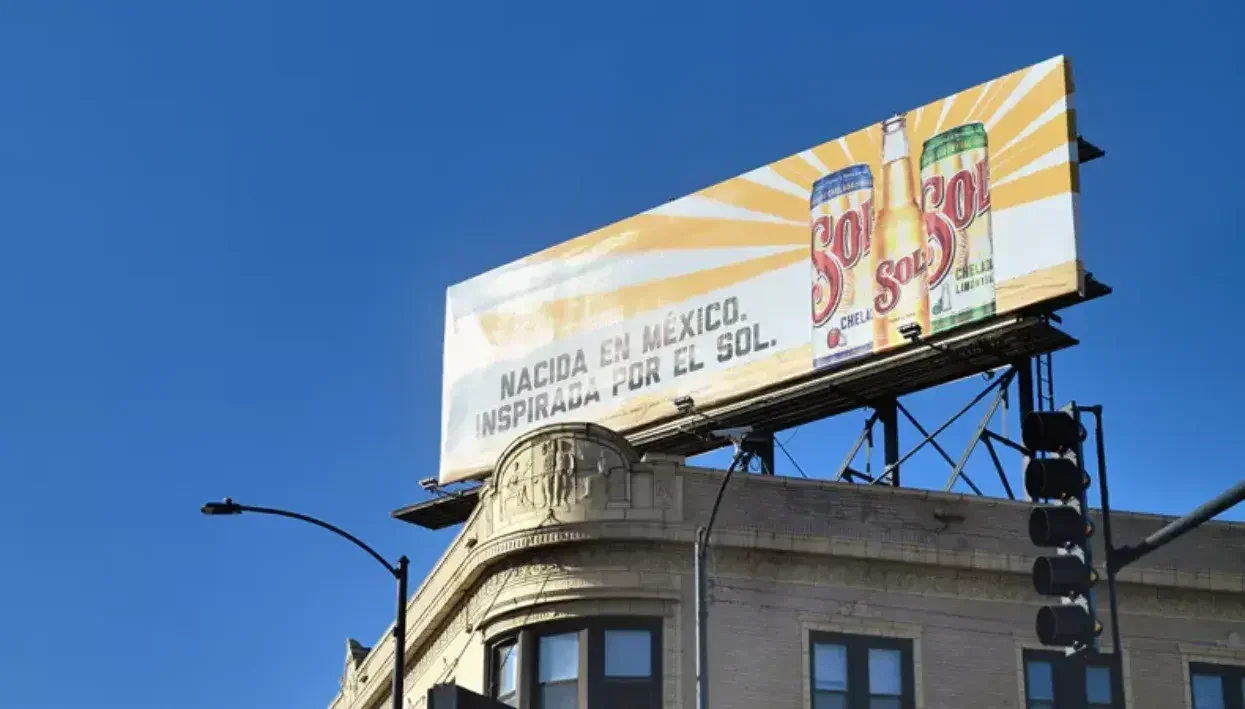 NACIDA EN MÉXICO.
INSPIRADA POR EL SOL.
SOL
CHELADA
SOL
SOL
CHELADA
LIMÓN Y SAL